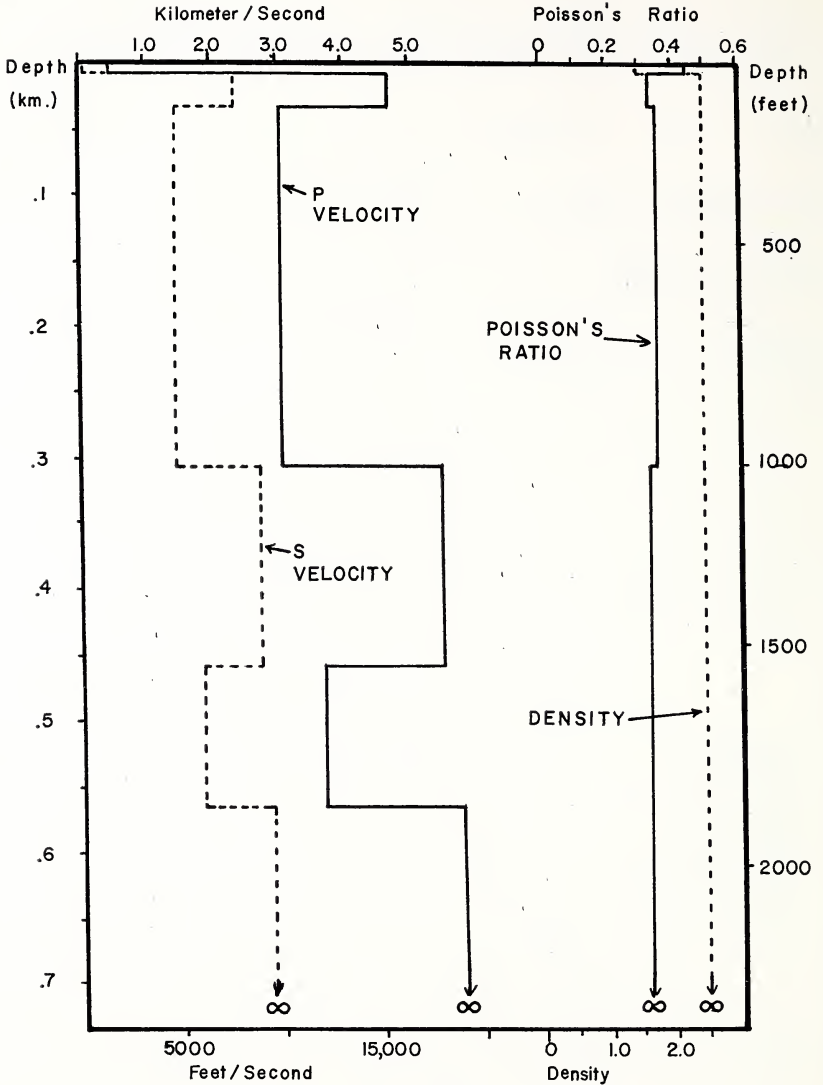 Kilometer / Second
Poisson's Ratio
1.0 2.0 3.0 4.0 5.0
0 0.2 0.4 0.6
Depth
(km.)
Depth
(feet)
.1
P
VELOCITY
500
.2
POISSON'S
RATIO
.3
1000
S
VELOCITY
.4
1500
.5
DENSITY
.6
2000
.7
∞ ∞ ∞ ∞
5000 15,000
0 1.0 2.0
Feet / Second
Density